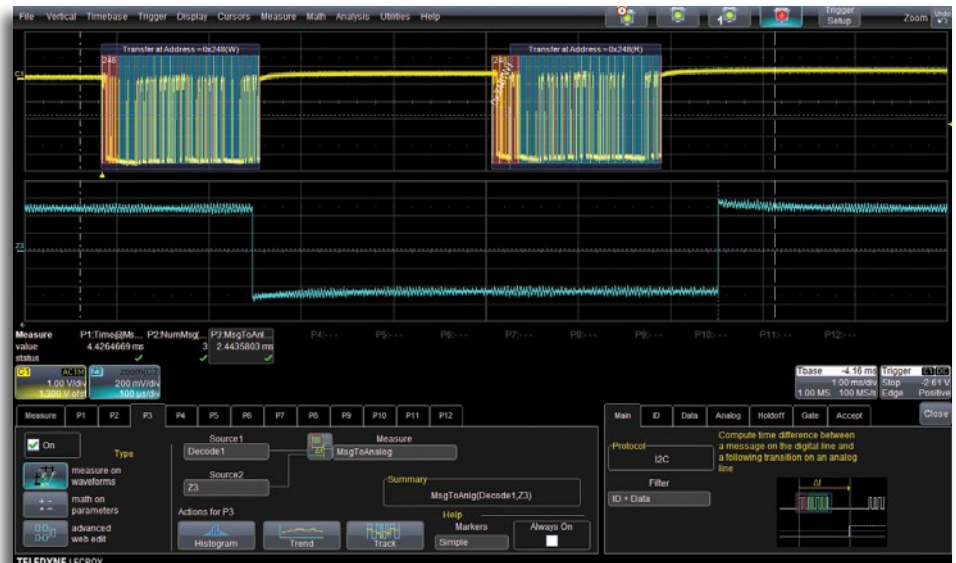 File Vertical Timebase Trigger Display Cursors Measure Math Analysis Utilities Help
Trigger Setup
Zoom
Undo
Transfer at Address = 0x248(W)
Transfer at Address = 0x248(R)
248
248
C1
Z3
Measure P1:Time@Ms... P2:NumMsg(... P3:MsgToAnl... P4:--- P5:--- P6:--- P7:--- P8:--- P9:--- P10:--- P11:--- P12:---
value 4.4264669 ms 3 2.4435803 ms
status
C1 AC1M
1.00 V/div
1.300 V ofst
200 mV/div
100 µs/div
Tbase -4.16 ms
1.00 ms/div
1.00 MS 100 MS/s
Trigger C1 DC
Stop -2.61 V
Edge Positive
Measure P1 P2 P3 P4 P5 P6 P7 P8 P9 P10 P11 P12
Main ID Data Analog Holdoff Gate Accept Close
On
Type
measure on waveforms
math on parameters
advanced web edit
Source1
Decode1
Source2
Z3
Measure
MsgToAnalog
Summary
MsgToAnlg(Decode1,Z3)
Actions for P3
Histogram
Trend
Track
Help
Markers
Simple
Always On
Protocol
I2C
Filter
ID + Data
Compute time difference between
a message on the digital line and
a following transition on an analog
line
Δt
TELEDYNE LECROY